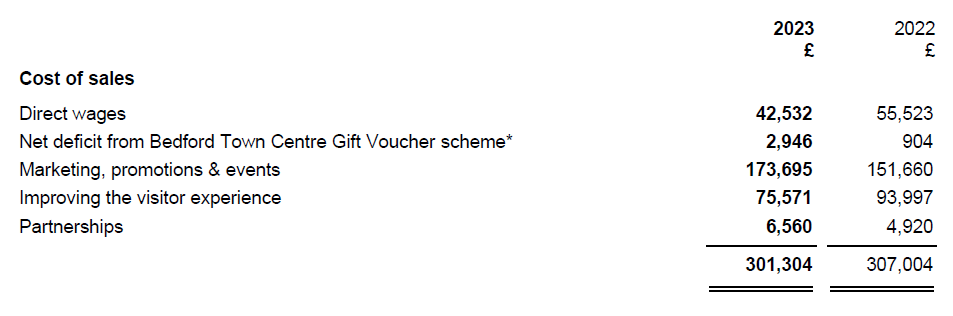 2023 2022
£ £
Cost of sales
Direct wages 42,532 55,523
Net deficit from Bedford Town Centre Gift Voucher scheme* 2,946 904
Marketing, promotions & events 173,695 151,660
Improving the visitor experience 75,571 93,997
Partnerships 6,560 4,920
301,304 307,004